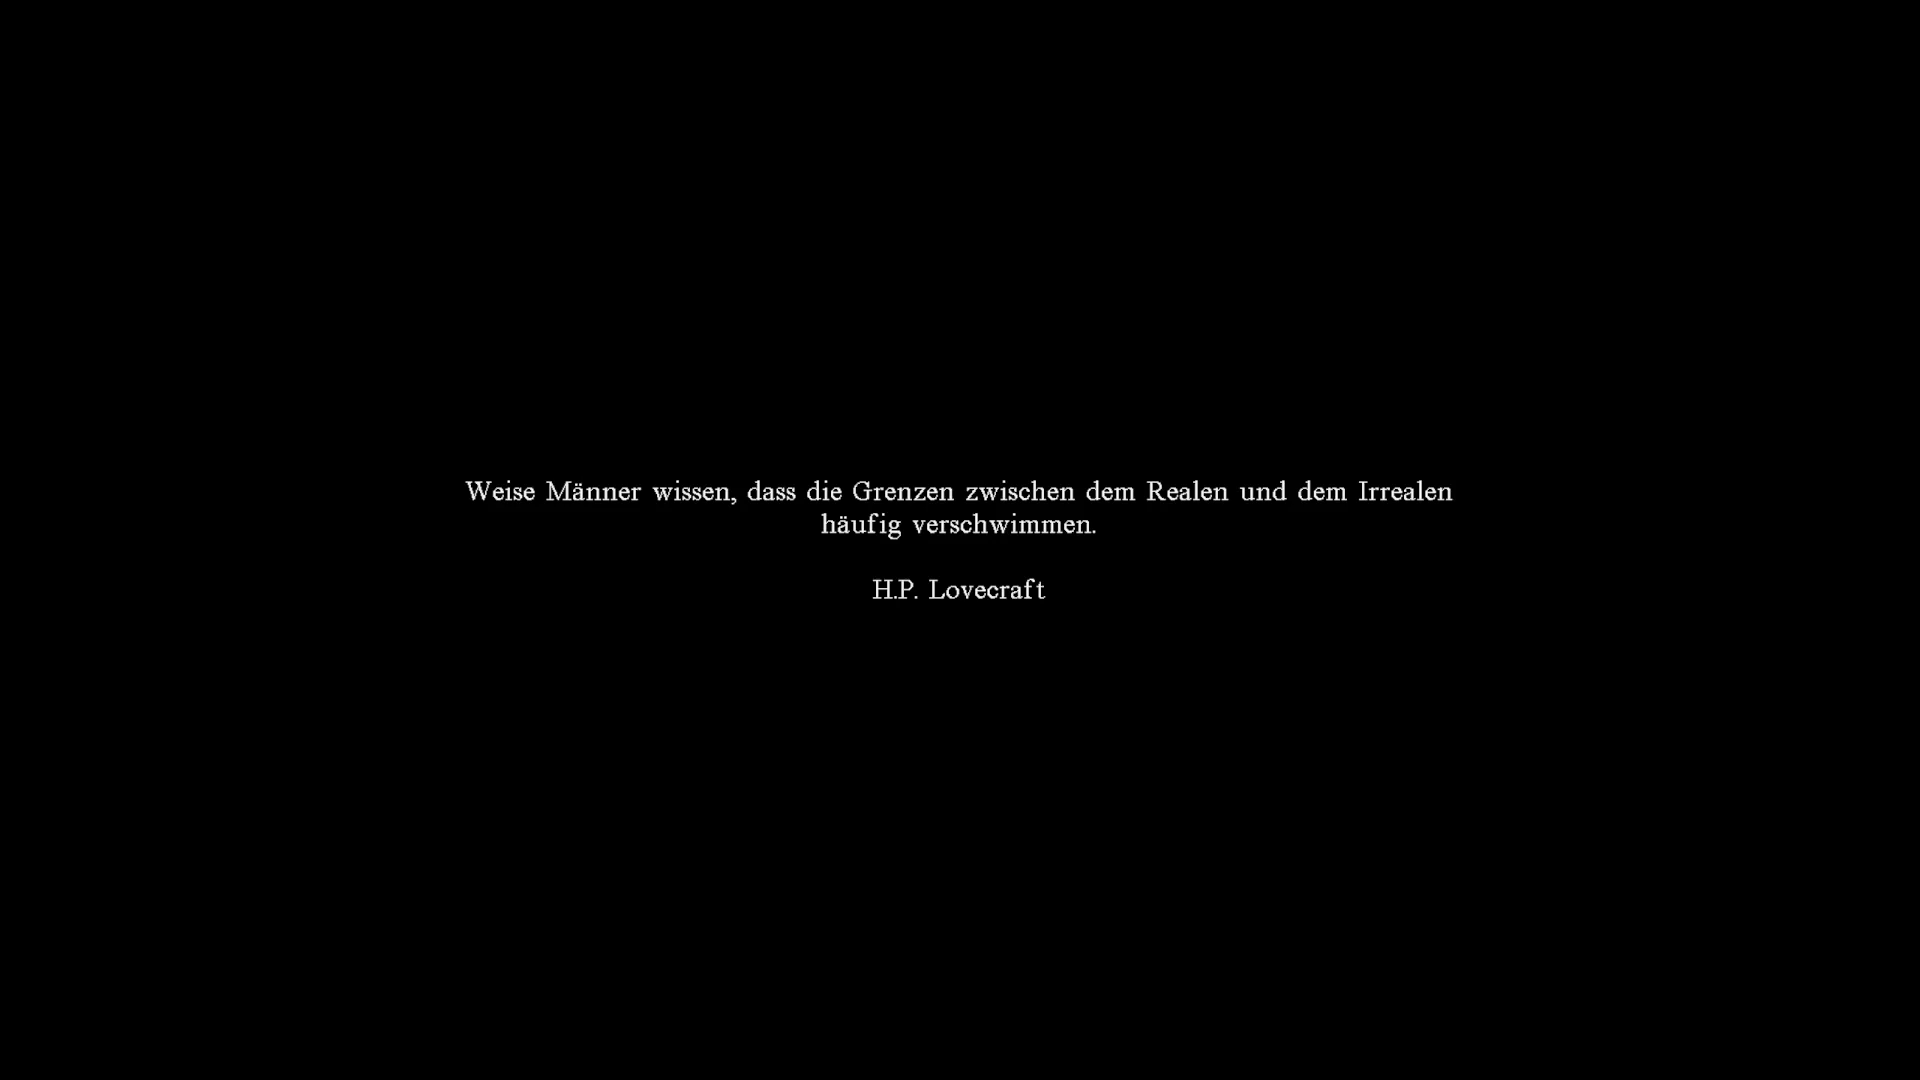 Weise Männer wissen, dass die Grenzen zwischen dem Realen und dem Irrealen
häufig verschwimmen.
H.P. Lovecraft